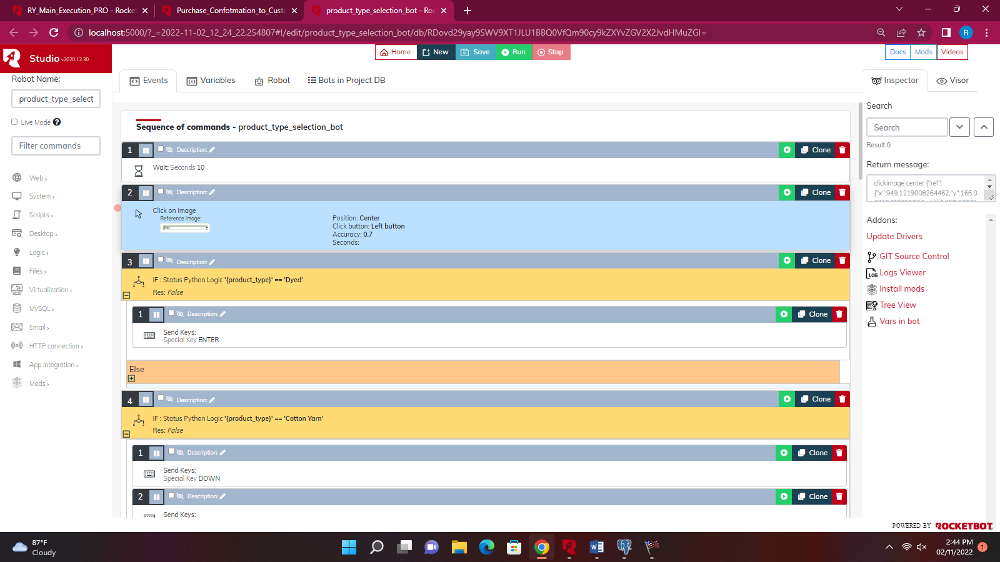 RY_Main_Execution_PRO - Rocket
Purchase_Confotmation_to_Custo
product_type_selection_bot - Roc
localhost:5000/?_=2022-11-02_12_24_22.254807#!/edit/product_type_selection_bot/db/RDovd29yay9SWV9XT1JLU1BBQ0VfQm90cy9kZXYvZGV2X2JvdHMuZGI=
R
Studio v2020.12.30
Home
New
Save
Run
Stop
Docs
Mods
Videos
Robot Name:
product_type_select
Live Mode
Filter commands
Web
System
Scripts
Desktop
Logic
Files
Virtualization
MySQL
Email
HTTP connection
App integration
Mods
Events
Variables
Robot
Bots in Project DB
Sequence of commands - product_type_selection_bot
1 Description: Clone
Wait: Seconds 10
2 Description: Clone
Click on image
Reference image:
Position: Center
Click button: Left button
Accuracy: 0.7
Seconds:
3 Description: Clone
IF : Status Python Logic '{product_type}' == 'Dyed'
Res: False
1 Description: Clone
Send Keys:
Special Key ENTER
Else
4 Description: Clone
IF : Status Python Logic '{product_type}' == 'Cotton Yarn'
Res: False
1 Description: Clone
Send Keys:
Special Key DOWN
2 Description: Clone
Send Keys:
Inspector
Visor
Search
Search
Result:0
Return message:
clickimage center {"ref":
{"x":949.1219008264462,"y":166.0
Addons:
Update Drivers
GIT Source Control
LOG
Logs Viewer
Install mods
Tree View
Vars in bot
POWERED BY ROCKETBOT
87°F
Cloudy
2:44 PM
02/11/2022
1